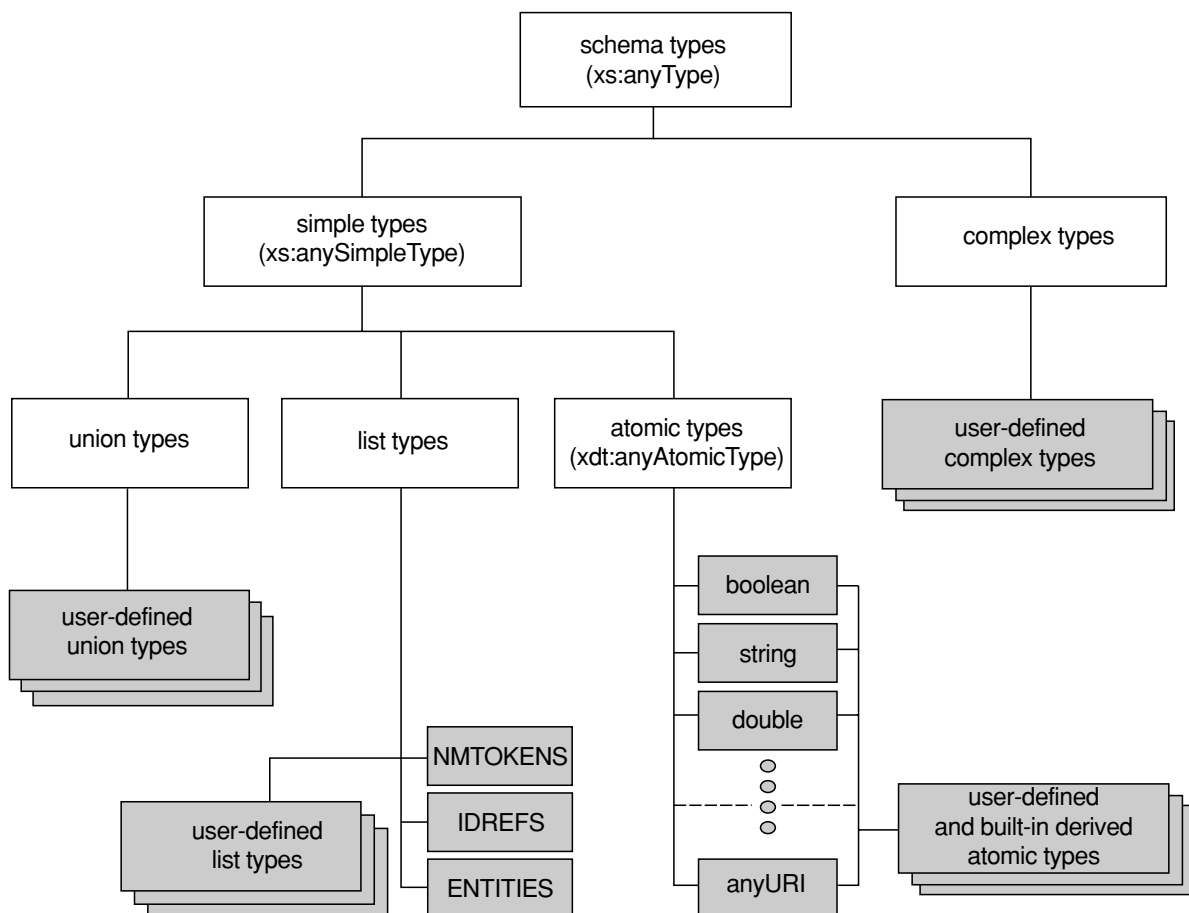 schema types
(xs:anyType)
simple types
(xs:anySimpleType)
complex types
union types
list types
atomic types
(xdt:anyAtomicType)
user-defined
complex types
boolean
string
double
anyURI
user-defined
union types
NMTOKENS
IDREFS
ENTITIES
user-defined
list types
user-defined
and built-in derived
atomic types